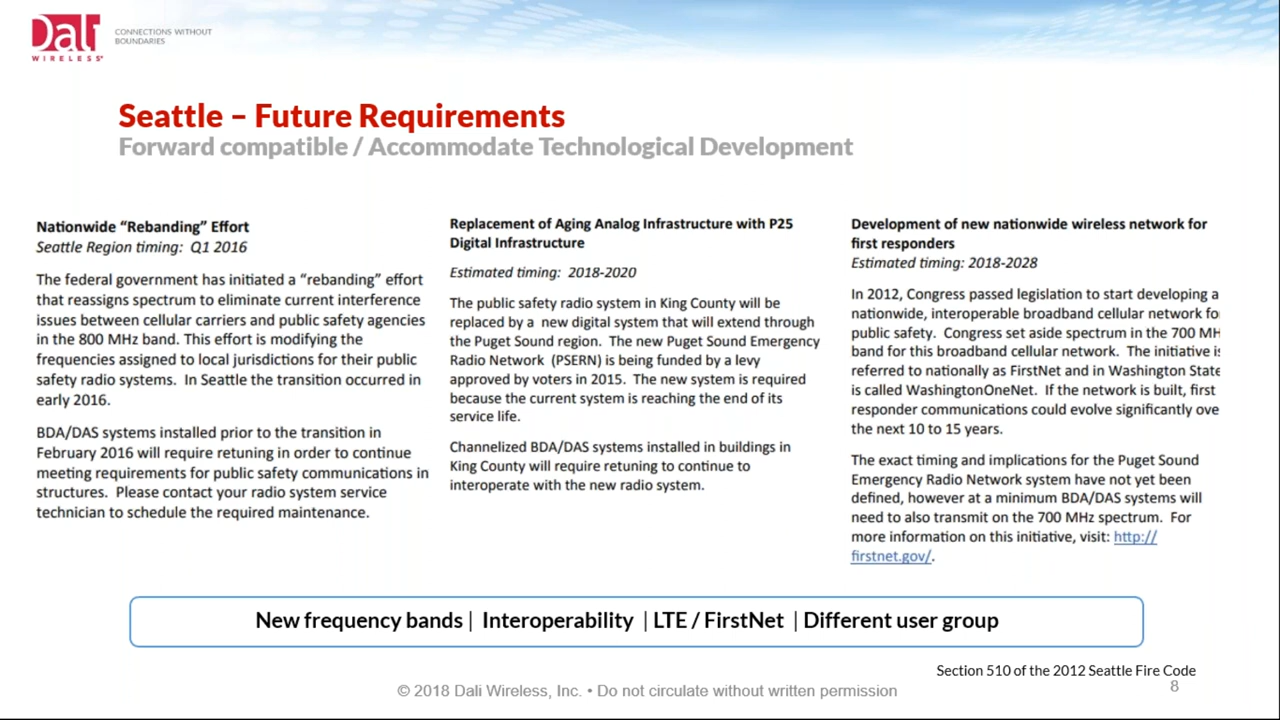 Dali
WIRELESS
CONNECTIONS WITHOUT
BOUNDARIES
Seattle – Future Requirements
Forward compatible / Accommodate Technological Development
Nationwide “Rebanding” Effort
Seattle Region timing: Q1 2016
The federal government has initiated a “rebanding” effort
that reassigns spectrum to eliminate current interference
issues between cellular carriers and public safety agencies
in the 800 MHz band. This effort is modifying the
frequencies assigned to local jurisdictions for their public
safety radio systems. In Seattle the transition occurred in
early 2016.
BDA/DAS systems installed prior to the transition in
February 2016 will require retuning in order to continue
meeting requirements for public safety communications in
structures. Please contact your radio system service
technician to schedule the required maintenance.
Replacement of Aging Analog Infrastructure with P25
Digital Infrastructure
Estimated timing: 2018-2020
The public safety radio system in King County will be
replaced by a new digital system that will extend through
the Puget Sound region. The new Puget Sound Emergency
Radio Network (PSERN) is being funded by a levy
approved by voters in 2015. The new system is required
because the current system is reaching the end of its
service life.
Channelized BDA/DAS systems installed in buildings in
King County will require retuning to continue to
interoperate with the new radio system.
Development of new nationwide wireless network for
first responders
Estimated timing: 2018-2028
In 2012, Congress passed legislation to start developing a
nationwide, interoperable broadband cellular network fo
public safety. Congress set aside spectrum in the 700 MH
band for this broadband cellular network. The initiative is
referred to nationally as FirstNet and in Washington State
is called WashingtonOneNet. If the network is built, first
responder communications could evolve significantly ove
the next 10 to 15 years.
The exact timing and implications for the Puget Sound
Emergency Radio Network system have not yet been
defined, however at a minimum BDA/DAS systems will
need to also transmit on the 700 MHz spectrum. For
more information on this initiative, visit: http://
firstnet.gov/.
New frequency bands | Interoperability | LTE / FirstNet | Different user group
Section 510 of the 2012 Seattle Fire Code
© 2018 Dali Wireless, Inc. • Do not circulate without written permission
8